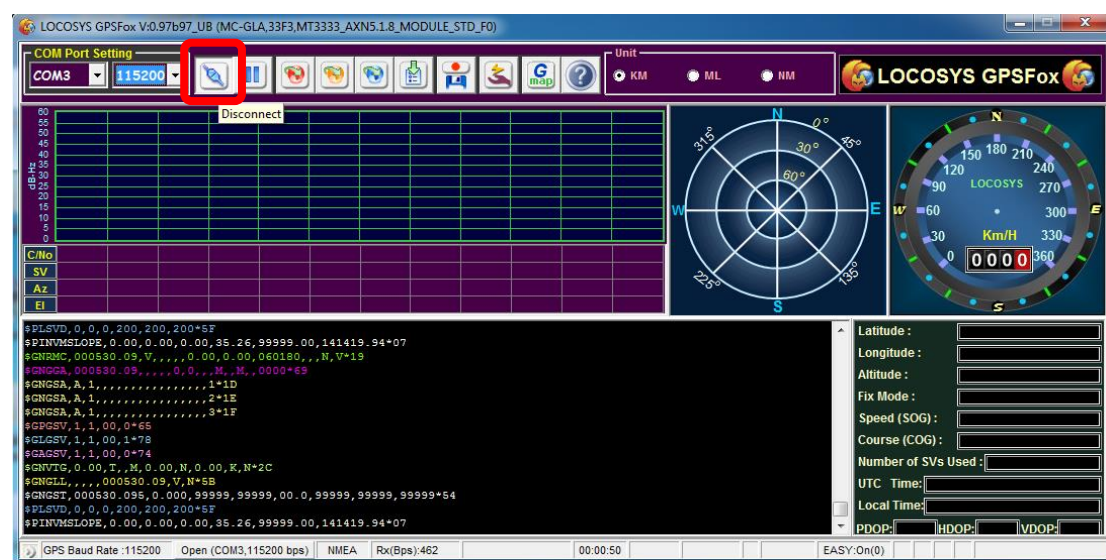 LOCOSYS GPSFox V:0.97b97_UB (MC-GLA,33F3,MT3333_AXN5.1.8_MODULE_STD_F0)
COM Port Setting
COM3 115200
Disconnect
G map
?
Unit
KM ML NM
LOCOSYS GPSFox
60
55
50
45
40
35
30
25
20
15
10
5
0
dB-Hz
C/No
SV
Az
El
N
0°
45°
30°
60°
315°
W
E
225°
135°
S
N
150 180 210
120 240
90 LOCOSYS 270
W 60 300 E
30 Km/H 330
0 0000 360
S
$PLSVD,0,0,0,200,200,200*5F
$PINVMSLOPE,0.00,0.00,0.00,35.26,99999.00,141419.94*07
$GNRMC,000530.09,V,,,,,0.00,0.00,060180,,,N,V*19
$GNGGA,000530.09,,,,,0,0,,,M,,M,,0000*69
$GNGSA,A,1,,,,,,,,,,,,,,,,1*1D
$GNGSA,A,1,,,,,,,,,,,,,,,,2*1E
$GNGSA,A,1,,,,,,,,,,,,,,,,3*1F
$GPGSV,1,1,00,0*65
$GLGSV,1,1,00,1*78
$GAGSV,1,1,00,0*74
$GNVTG,0.00,T,,M,0.00,N,0.00,K,N*2C
$GNGLL,,,,,000530.09,V,N*5B
$GNGST,000530.095,0.000,99999,99999,00.0,99999,99999,99999*54
$PLSVD,0,0,0,200,200,200*5F
$PINVMSLOPE,0.00,0.00,0.00,35.26,99999.00,141419.94*07
Latitude :
Longitude :
Altitude :
Fix Mode :
Speed (SOG) :
Course (COG) :
Number of SVs Used :
UTC Time:
Local Time:
PDOP: HDOP: VDOP:
GPS Baud Rate :115200 Open (COM3,115200 bps) NMEA Rx(Bps):462 00:00:50 EASY:On(0)